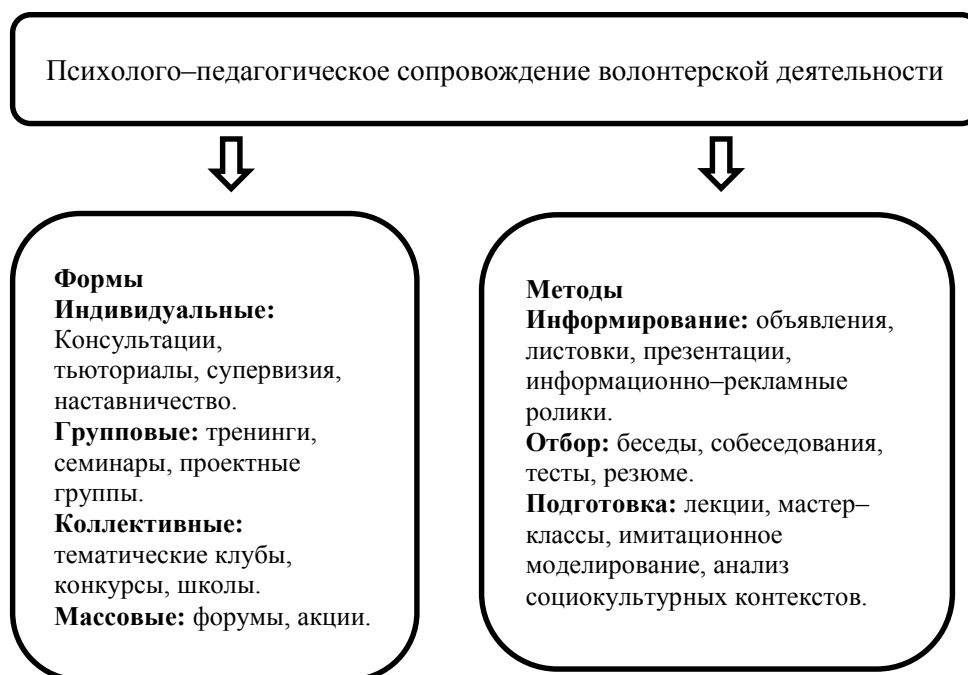 Психолого–педагогическое сопровождение волонтерской деятельности
Формы
Индивидуальные:
Консультации,
тьюториалы, супервизия,
наставничество.
Групповые: тренинги,
семинары, проектные
группы.
Коллективные:
тематические клубы,
конкурсы, школы.
Массовые: форумы, акции.
Методы
Информирование: объявления,
листовки, презентации,
информационно–рекламные
ролики.
Отбор: беседы, собеседования,
тесты, резюме.
Подготовка: лекции, мастер–
классы, имитационное
моделирование, анализ
социокультурных контекстов.